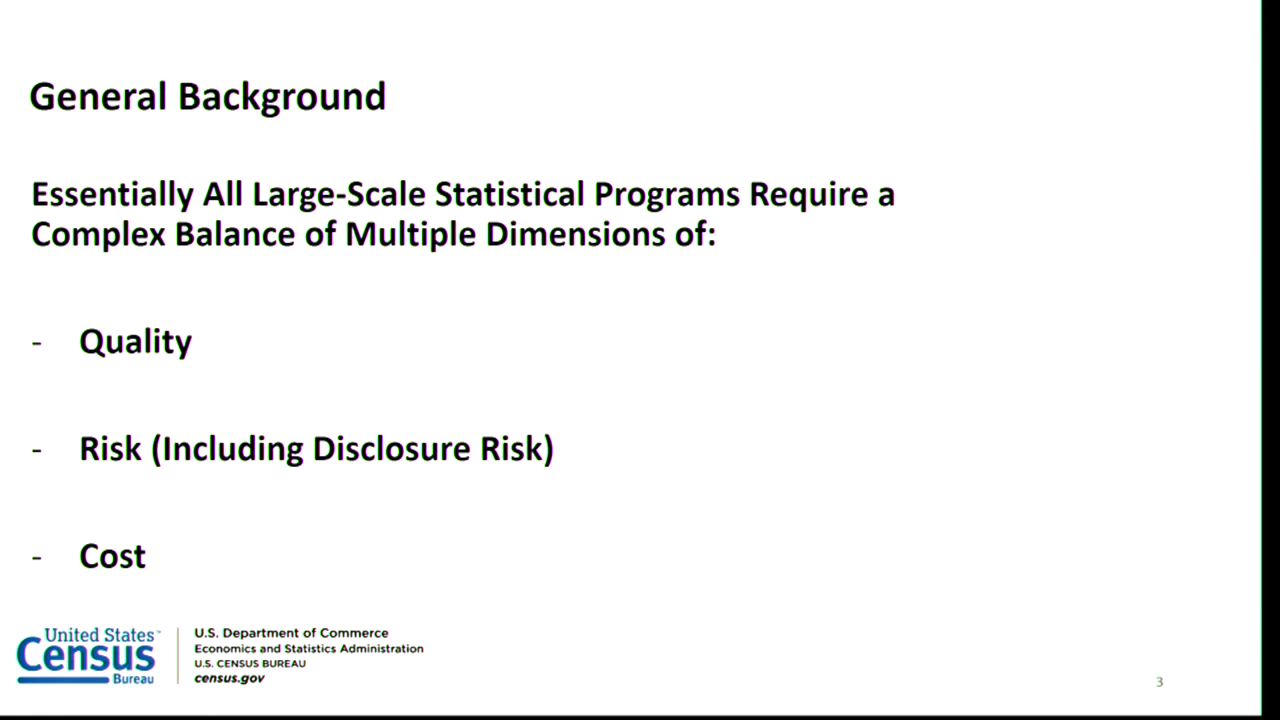 General Background
Essentially All Large-Scale Statistical Programs Require a
Complex Balance of Multiple Dimensions of:
- Quality
- Risk (Including Disclosure Risk)
- Cost
United States™
Census
Bureau
U.S. Department of Commerce
Economics and Statistics Administration
U.S. CENSUS BUREAU
census.gov
3